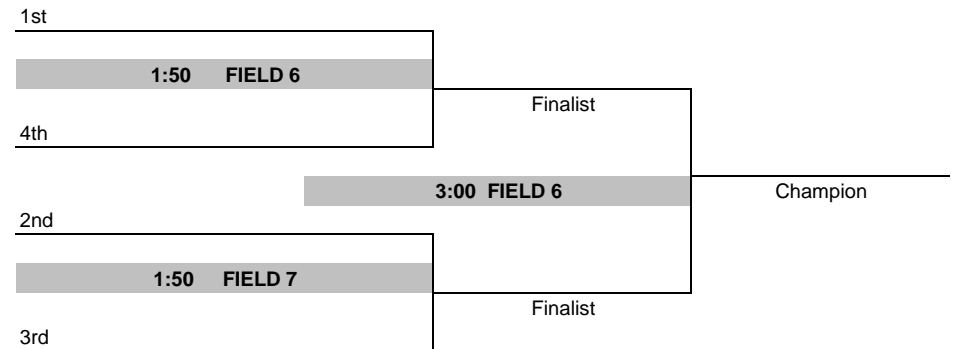 1st
1:50 FIELD 6
Finalist
4th
3:00 FIELD 6
Champion
2nd
1:50 FIELD 7
Finalist
3rd